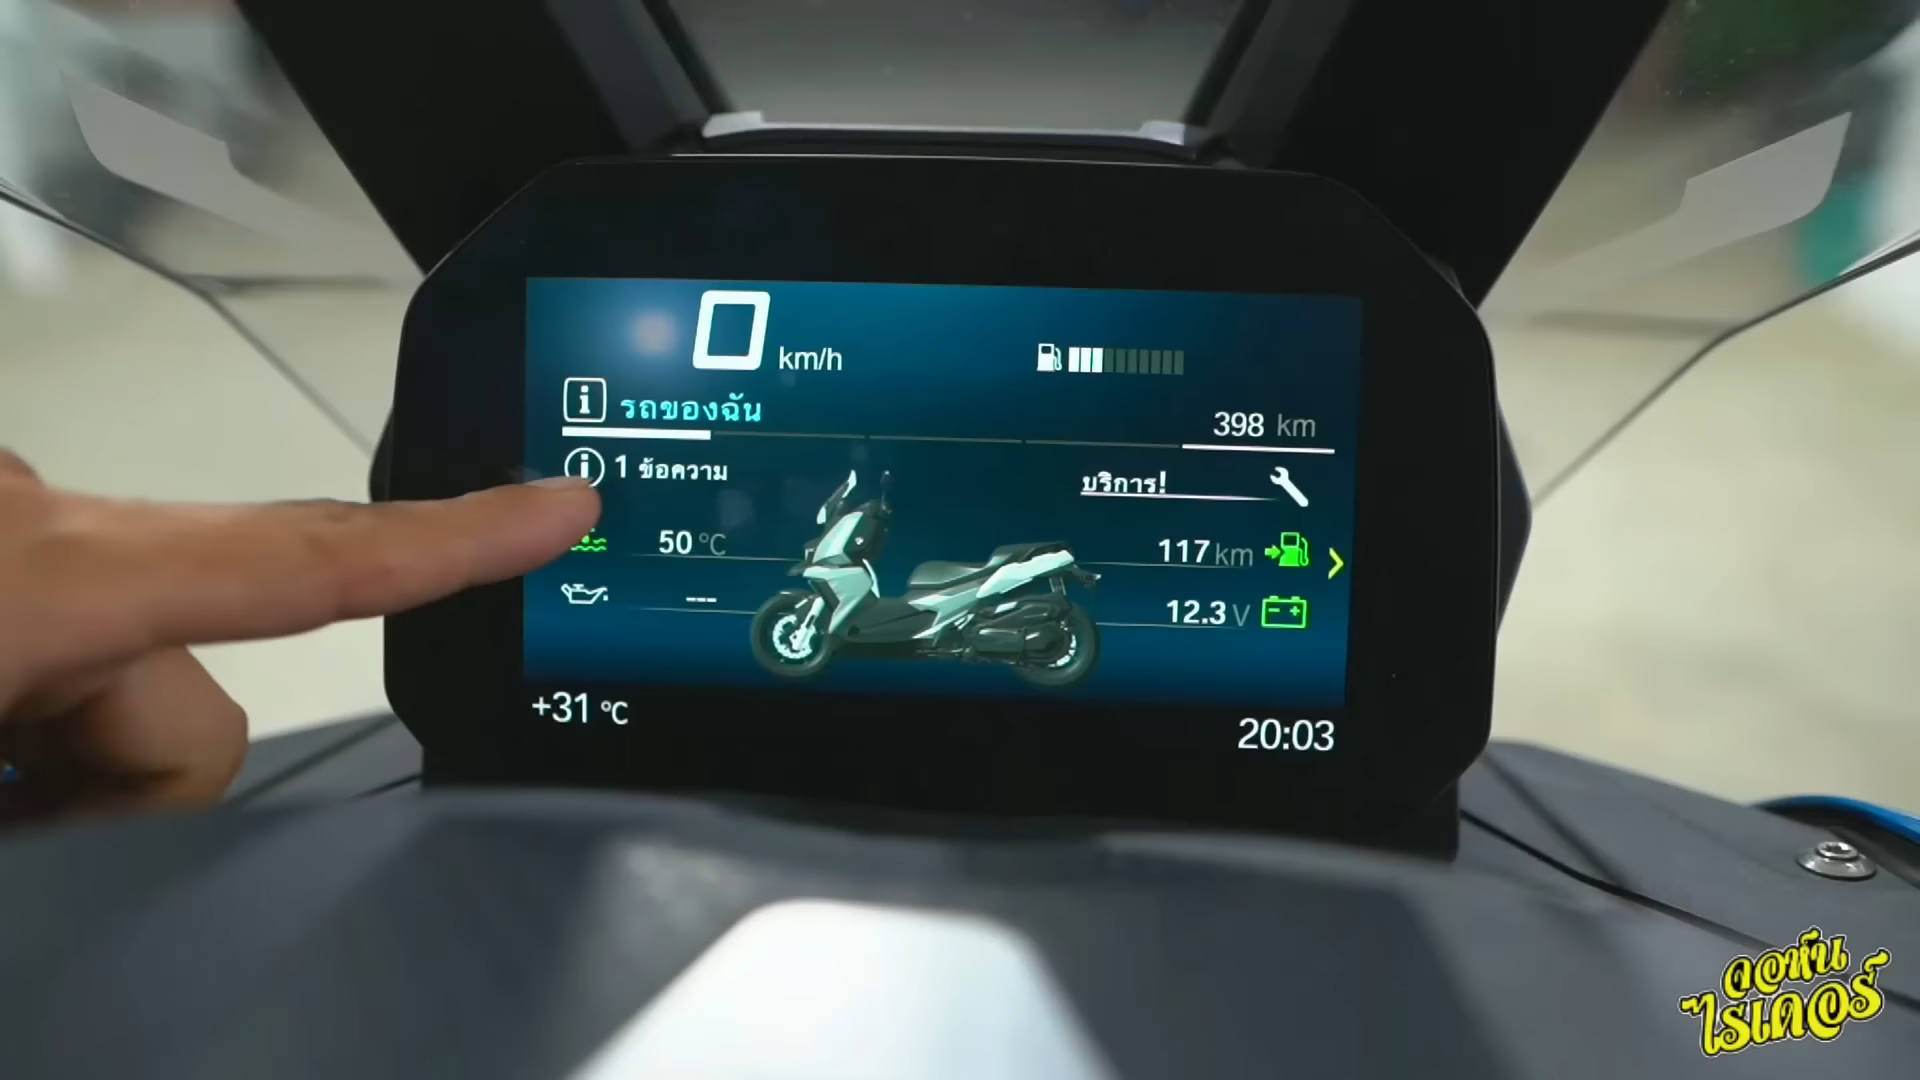 0 km/h
รถของฉัน
398 km
1 ข้อความ
บริการ!
50 °C
117 km
---
12.3 V
+31 °C
20:03
จอหัน
ไรเดอร์